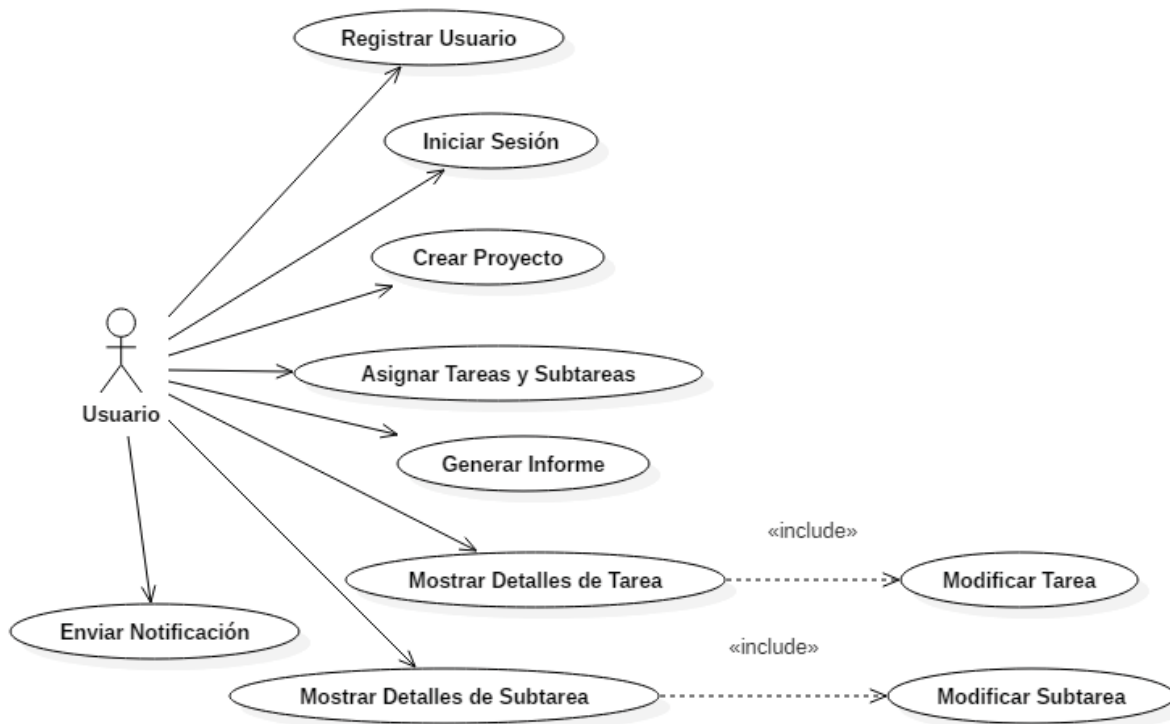 Registrar Usuario
Iniciar Sesión
Crear Proyecto
Asignar Tareas y Subtareas
Usuario
Generar Informe
«include»
Mostrar Detalles de Tarea
Modificar Tarea
Enviar Notificación
«include»
Mostrar Detalles de Subtarea
Modificar Subtarea